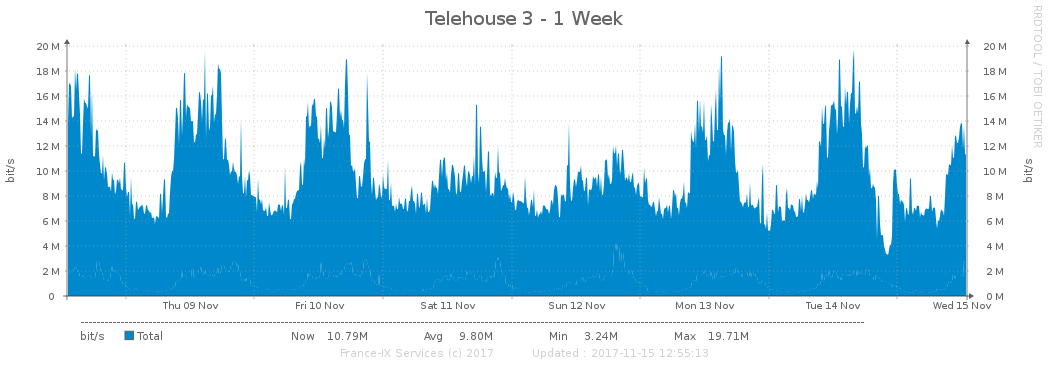 Telehouse 3 - 1 Week
RRDTOOL / TOBI OETIKER
bit/s
bit/s
20 M 20 M
18 M 18 M
16 M 16 M
14 M 14 M
12 M 12 M
10 M 10 M
8 M 8 M
6 M 6 M
4 M 4 M
2 M 2 M
0 0 M
Thu 09 Nov Fri 10 Nov Sat 11 Nov Sun 12 Nov Mon 13 Nov Tue 14 Nov Wed 15 Nov
bit/s Total Now 10.79M Avg 9.80M Min 3.24M Max 19.71M
France-IX Services (c) 2017 Updated : 2017-11-15 12:55:13